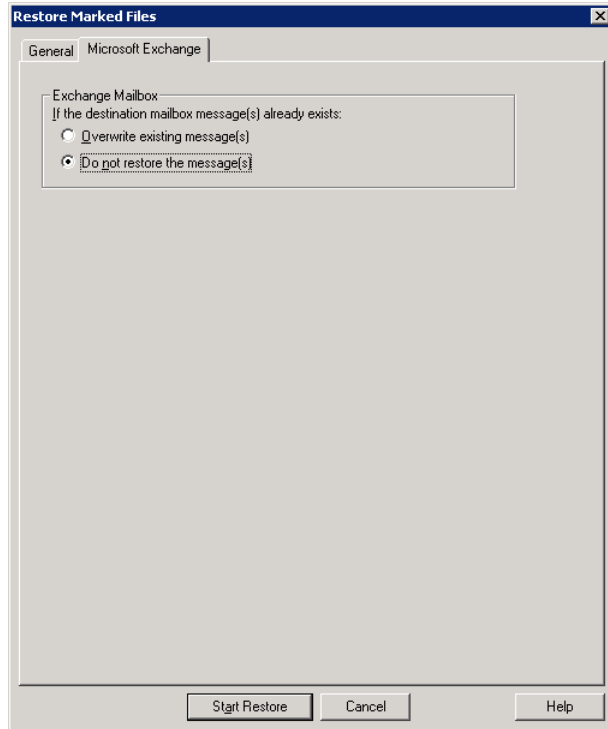 Restore Marked Files
General
Microsoft Exchange
Exchange Mailbox
If the destination mailbox message(s) already exists:
Overwrite existing message(s)
Do not restore the message(s)
Start Restore
Cancel
Help